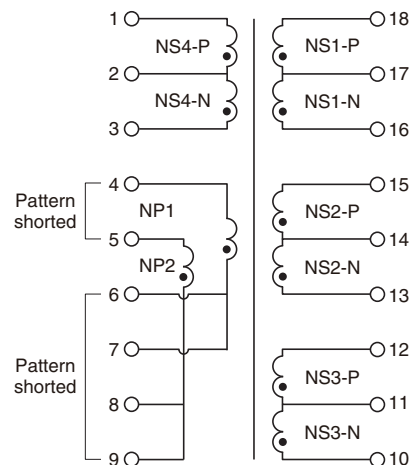 1 NS4-P NS1-P 18
2 17
NS4-N NS1-N
3 16
4 15
Pattern shorted NP1 NS2-P
5 14
NP2 NS2-N
6 13
7 12
Pattern shorted NS3-P
8 11
NS3-N
9 10